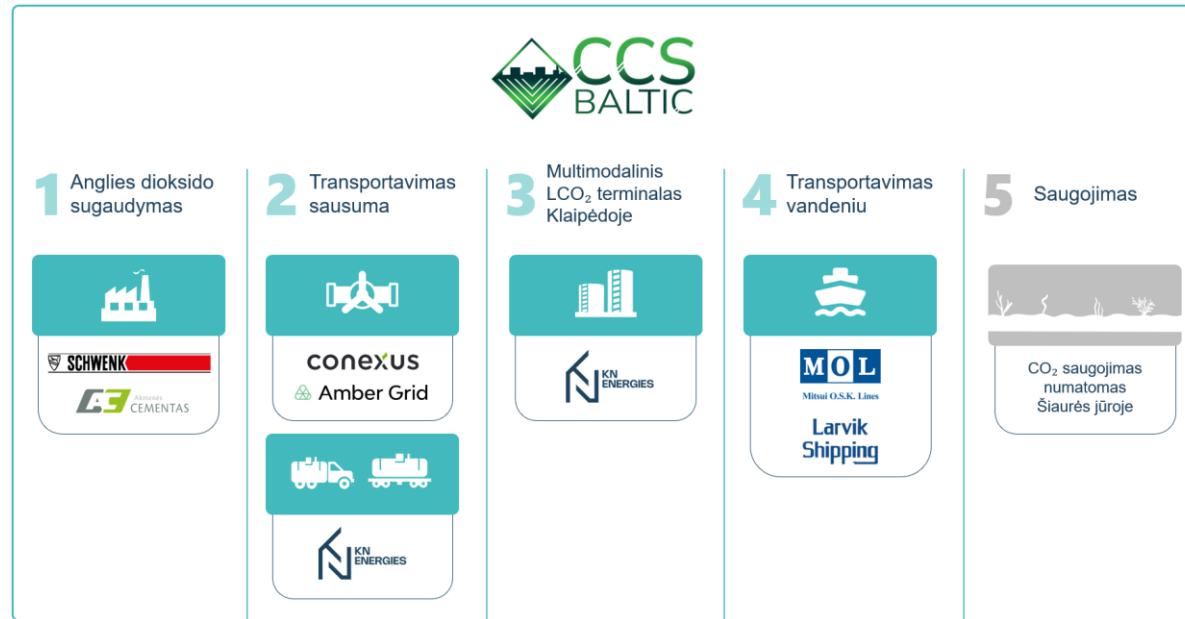 CCS
BALTIC
1 Anglies dioksido
sugaudymas
SCHWENK
Akmenės
CEMENTAS
2 Transportavimas
sausuma
conexus
Amber Grid
KN
ENERGIES
3 Multimodalinis
LCO₂ terminalas
Klaipėdoje
KN
ENERGIES
4 Transportavimas
vandeniu
MOL
Mitsui O.S.K. Lines
Larvik
Shipping
5 Saugojimas
CO₂ saugojimas
numatomas
Šiaurės jūroje